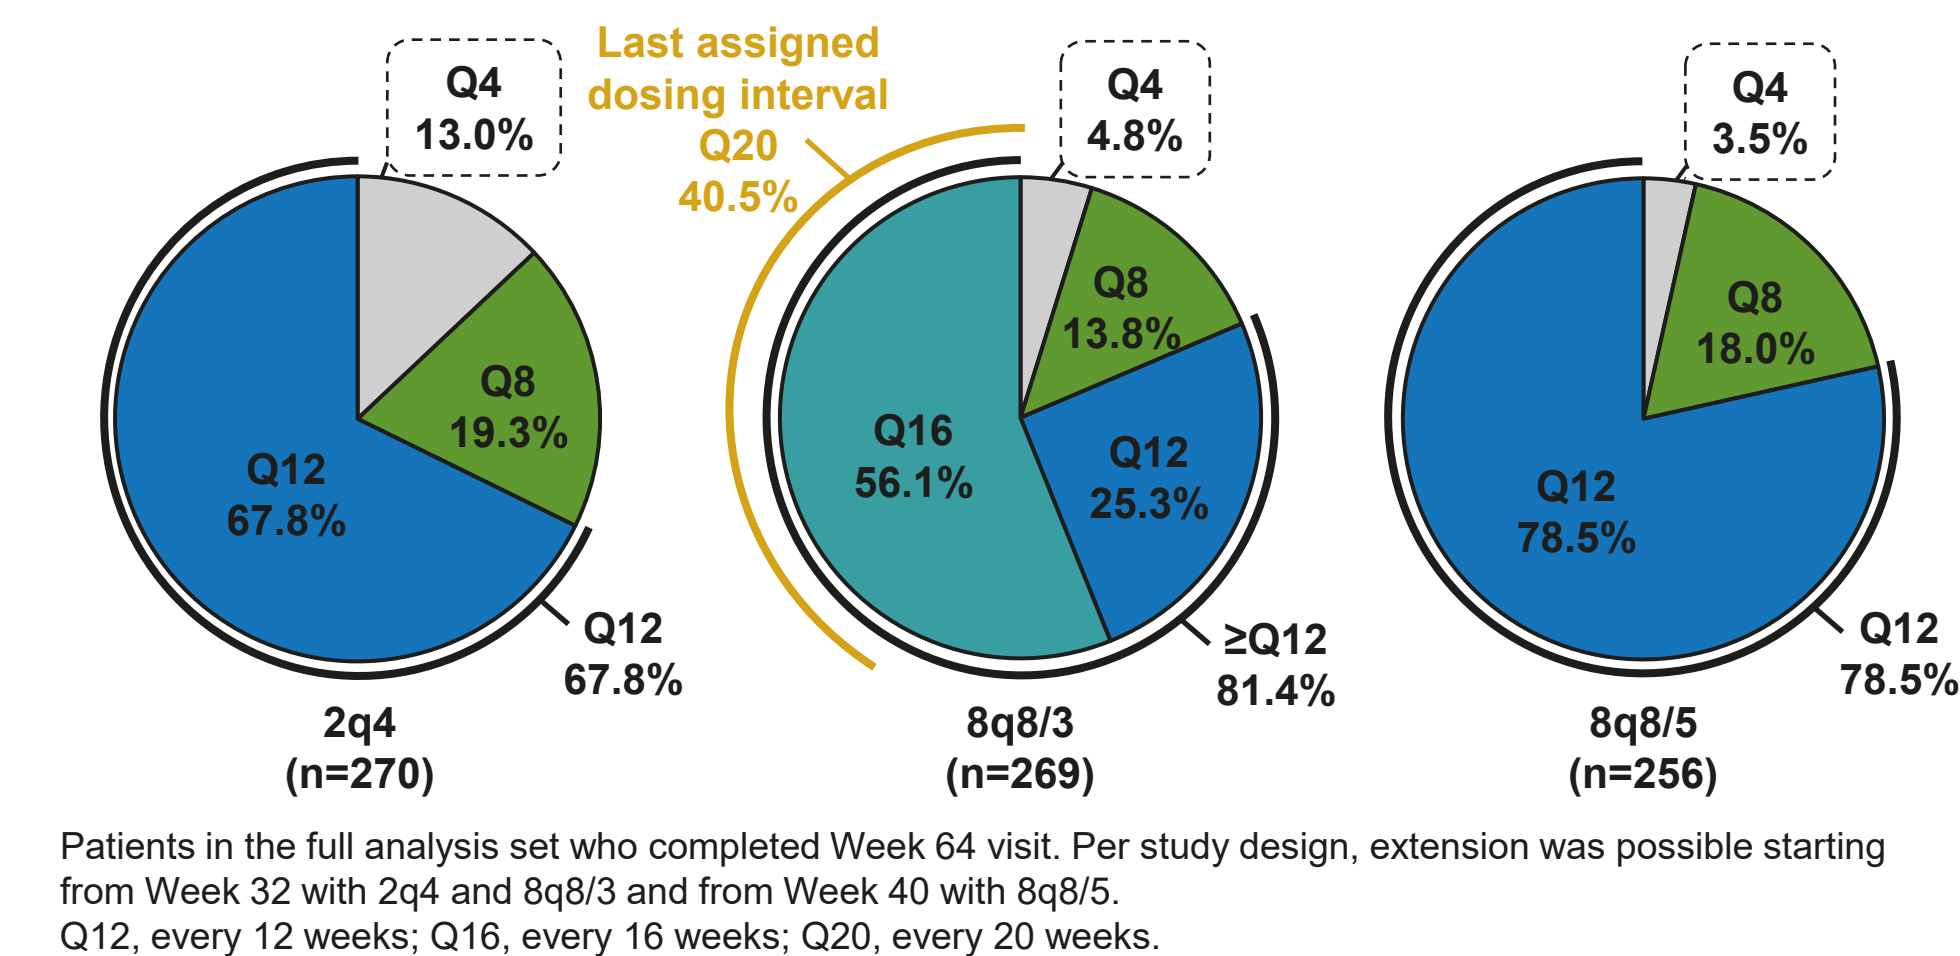 Q4
13.0%
Q8
19.3%
Q12
67.8%
Q12
67.8%
2q4
(n=270)
Last assigned
dosing interval
Q20
40.5%
Q4
4.8%
Q8
13.8%
Q16
56.1%
Q12
25.3%
≥Q12
81.4%
8q8/3
(n=269)
Q4
3.5%
Q8
18.0%
Q12
78.5%
Q12
78.5%
8q8/5
(n=256)
Patients in the full analysis set who completed Week 64 visit. Per study design, extension was possible starting
from Week 32 with 2q4 and 8q8/3 and from Week 40 with 8q8/5.
Q12, every 12 weeks; Q16, every 16 weeks; Q20, every 20 weeks.